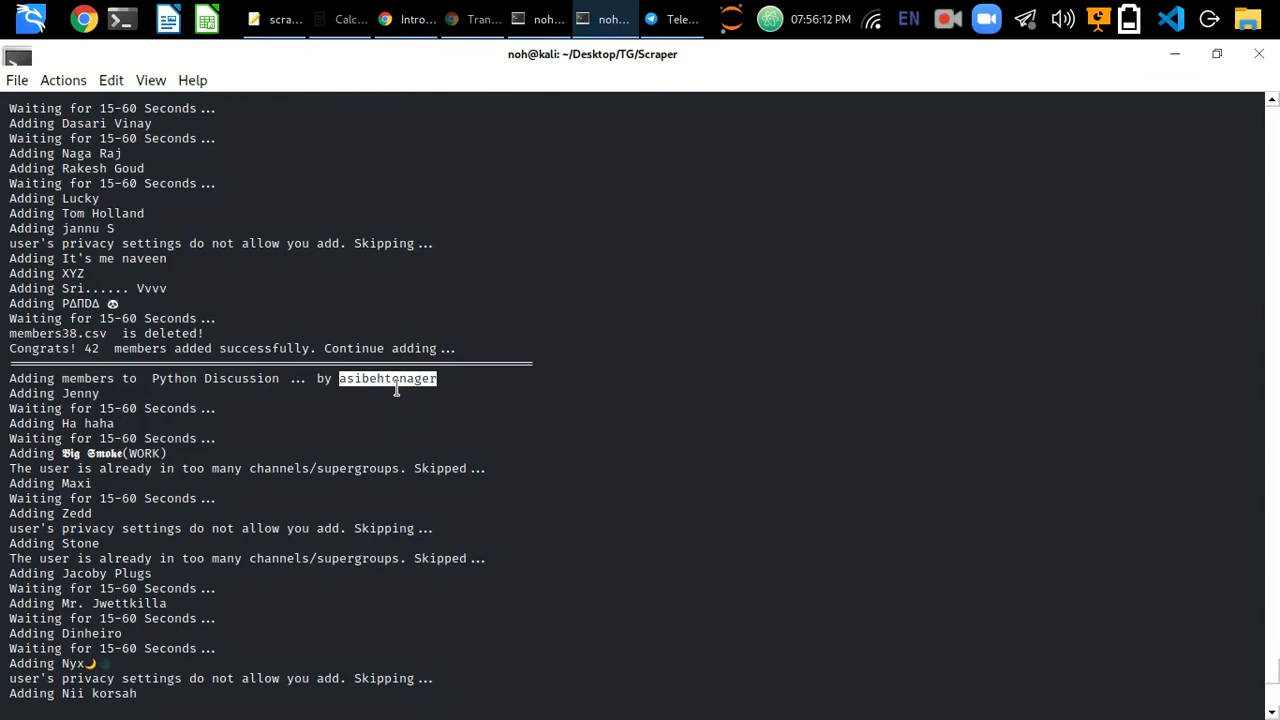 scra...
Calc...
Intro...
Tran...
noh...
noh...
Tele...
07:56:12 PM
EN
noh@kali: ~/Desktop/TG/Scraper
File Actions Edit View Help
Waiting for 15-60 Seconds ...
Adding Dasari Vinay
Waiting for 15-60 Seconds ...
Adding Naga Raj
Adding Rakesh Goud
Waiting for 15-60 Seconds ...
Adding Lucky
Adding Tom Holland
Adding jannu S
user's privacy settings do not allow you add. Skipping ...
Adding It's me naveen
Adding XYZ
Adding Sri...... Vvvv
Adding PΔПDΔ 🐼
Waiting for 15-60 Seconds ...
members38.csv  is deleted!
Congrats! 42  members added successfully. Continue adding ...
Adding members to  Python Discussion  ...  by asibehtenager
Adding Jenny
Waiting for 15-60 Seconds ...
Adding Ha haha
Waiting for 15-60 Seconds ...
Adding 𝕭𝖎𝖌 𝕾𝖒𝖔𝖐𝖊(WORK)
The user is already in too many channels/supergroups. Skipped ...
Adding Maxi
Waiting for 15-60 Seconds ...
Adding Zedd
user's privacy settings do not allow you add. Skipping ...
Adding Stone
The user is already in too many channels/supergroups. Skipped ...
Adding Jacoby Plugs
Waiting for 15-60 Seconds ...
Adding Mr. Jwettkilla
Waiting for 15-60 Seconds ...
Adding Dinheiro
Waiting for 15-60 Seconds ...
Adding Nyx🌙🌑
user's privacy settings do not allow you add. Skipping ...
Adding Nii korsah